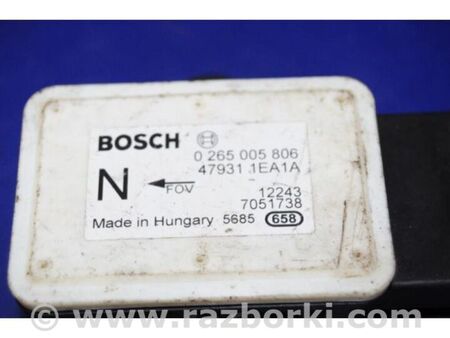 BOSCH
0 265 005 806
47931 1EA1A
N FOV
12243
7051738
Made in Hungary 5685 658
www.razborki.com